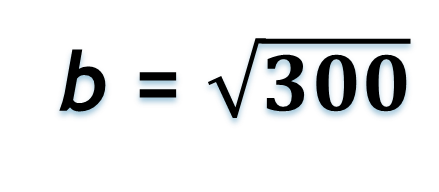 b = √300